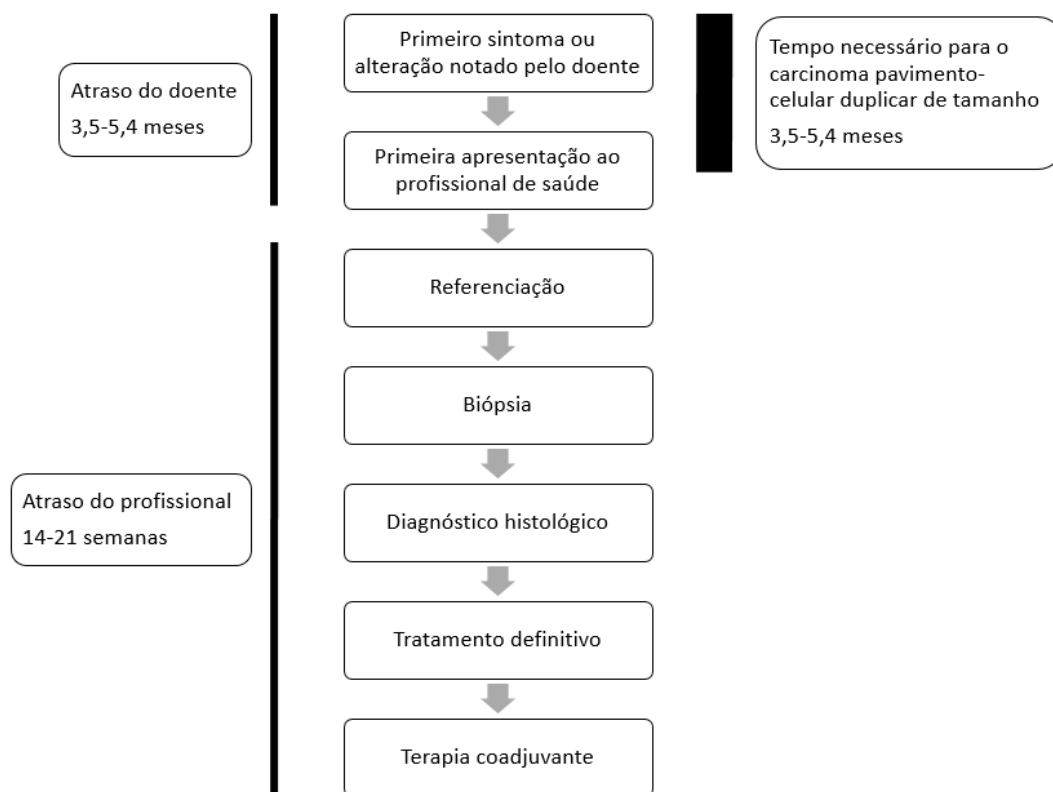 Primeiro sintoma ou
alteração notado pelo doente
Tempo necessário para o
carcinoma pavimento-
celular duplicar de tamanho
3,5-5,4 meses
Atraso do doente
3,5-5,4 meses
Primeira apresentação ao
profissional de saúde
Referenciação
Biópsia
Atraso do profissional
14-21 semanas
Diagnóstico histológico
Tratamento definitivo
Terapia coadjuvante